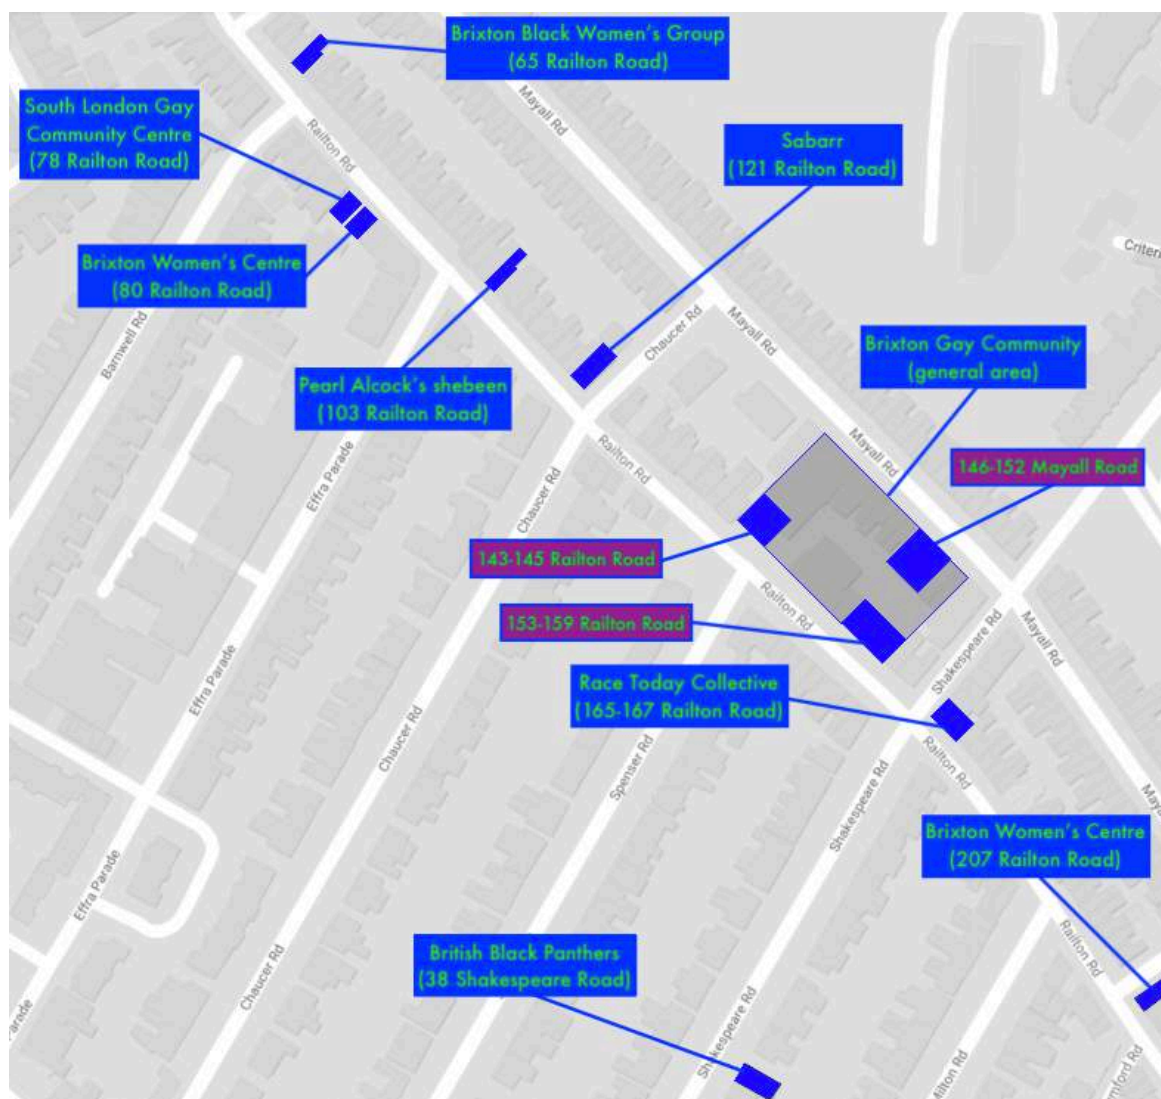 Brixton Black Women's Group
(65 Railton Road)
South London Gay
Community Centre
(78 Railton Road)
Mayall Rd
Railton Rd
Sabarr
(121 Railton Road)
Brixton Women's Centre
(80 Railton Road)
Criteri
Barnwell Rd
Chaucer Rd
Mayall Rd
Brixton Gay Community
(general area)
Pearl Alcock's shebeen
(103 Railton Road)
Effra Parade
Railton Rd
Mayall Rd
146-152 Mayall Road
Chaucer Rd
143-145 Railton Road
Railton Rd
153-159 Railton Road
Shakespeare Rd
Mayall Rd
Effra Parade
Race Today Collective
(165-167 Railton Road)
Chaucer Rd
Spenser Rd
Railton Rd
Shakespeare Rd
May
Brixton Women's Centre
(207 Railton Road)
Effra Parade
Railton Rd
British Black Panthers
(38 Shakespeare Road)
Chaucer Rd
Parade
Shakespeare Rd
Milton Rd
mford Rd